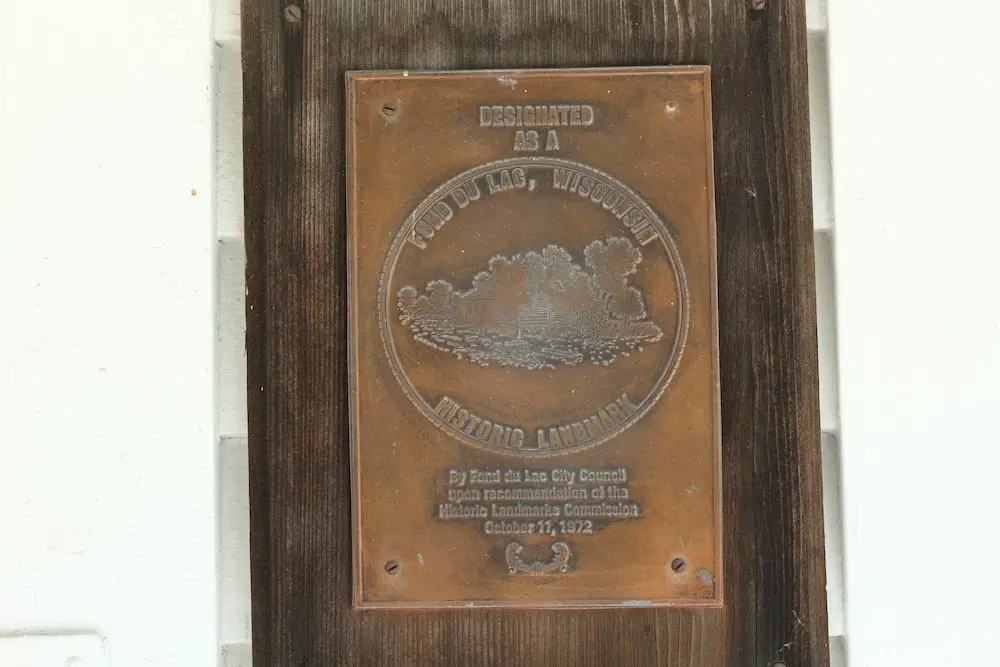 DESIGNATED
AS A
FOND DU LAC, WISCONSIN
HISTORIC LANDMARK
By Fond du Lac City Council
upon recommendation of the
Historic Landmarks Commission
October 11, 1972